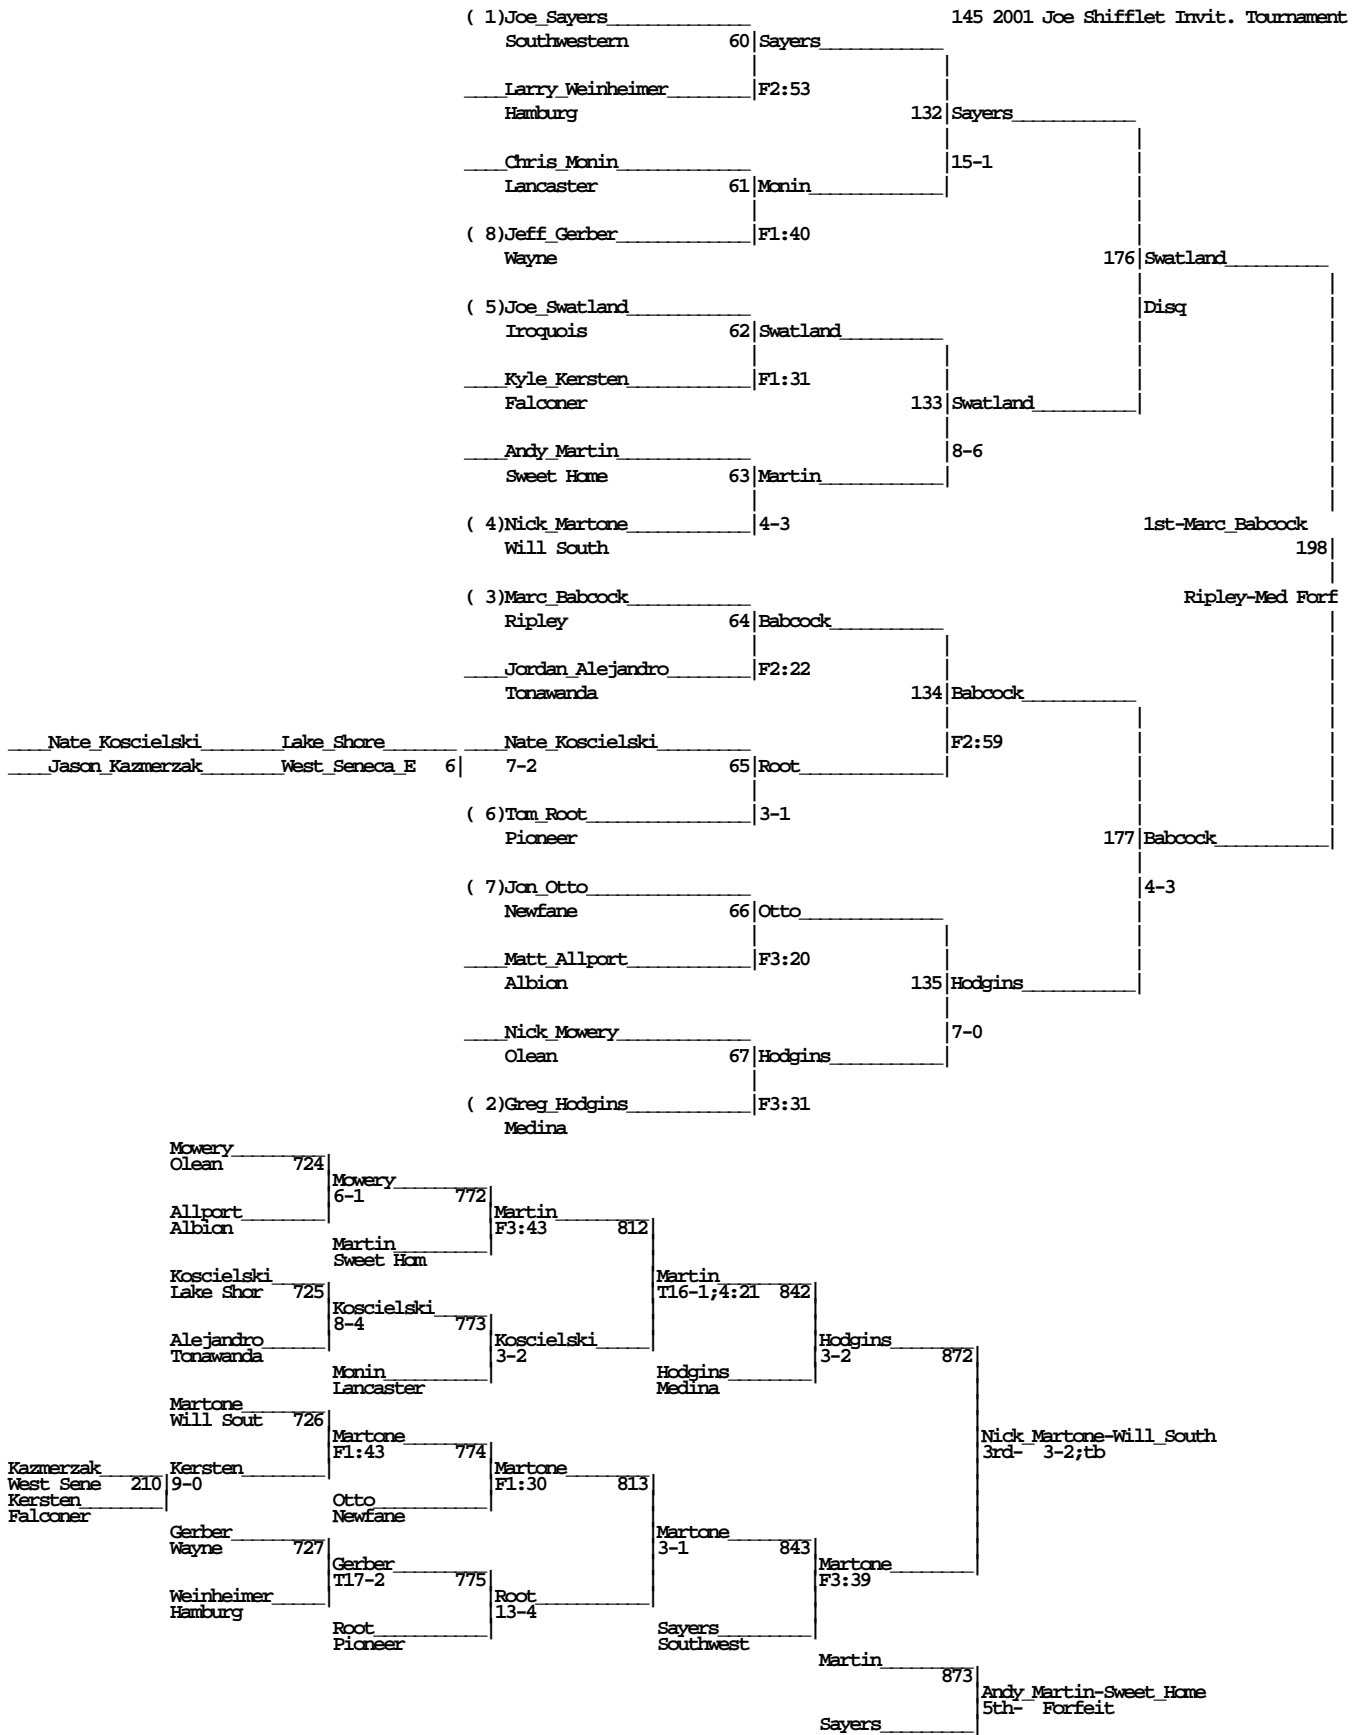 ( 1)Joe_Sayers 145 2001 Joe Shifflet Invit. Tournament
Southwestern 60|Sayers
____Larry_Weinheimer |F2:53
Hamburg 132|Sayers
____Chris_Monin |15-1
Lancaster 61|Monin
( 8)Jeff_Gerber |F1:40
Wayne 176|Swatland
( 5)Joe_Swatland |Disq
Iroquois 62|Swatland
____Kyle_Kersten |F1:31
Falconer 133|Swatland
____Andy_Martin |8-6
Sweet Home 63|Martin
( 4)Nick_Martone |4-3 1st-Marc_Babcock
Will South 198|
( 3)Marc_Babcock Ripley-Med Forf
Ripley 64|Babcock
____Jordan_Alejandro |F2:22
Tonawanda 134|Babcock
____Nate_Koscielski Lake_Shore ____Nate_Koscielski |F2:59
____Jason_Kazmerzak West_Seneca_E 6| 7-2 65|Root
( 6)Tom_Root |3-1
Pioneer 177|Babcock
( 7)Jon_Otto |4-3
Newfane 66|Otto
____Matt_Allport |F3:20
Albion 135|Hodgins
____Nick_Mowery |7-0
Olean 67|Hodgins
( 2)Greg_Hodgins |F3:31
Medina
Mowery
Olean 724|
Mowery
6-1 772|
Allport Martin
Albion F3:43 812|
Martin
Sweet Hom
Koscielski Martin
Lake Shor 725| T16-1;4:21 842|
Koscielski
8-4 773|
Alejandro Koscielski Hodgins
Tonawanda 3-2 3-2 872|
Monin Hodgins
Lancaster Medina
Martone
Will Sout 726|
Martone Nick_Martone-Will_South
F1:43 774| 3rd- 3-2;tb
Kazmerzak Kersten Martone
West Sene 210|9-0 F1:30 813|
Kersten Otto
Falconer Newfane
Gerber Martone
Wayne 727| 3-1 843|
Gerber Martone
T17-2 775| F3:39
Weinheimer Root
Hamburg 13-4
Root Sayers
Pioneer Southwest
Martin
873|
Andy_Martin-Sweet_Home
5th- Forfeit
Sayers